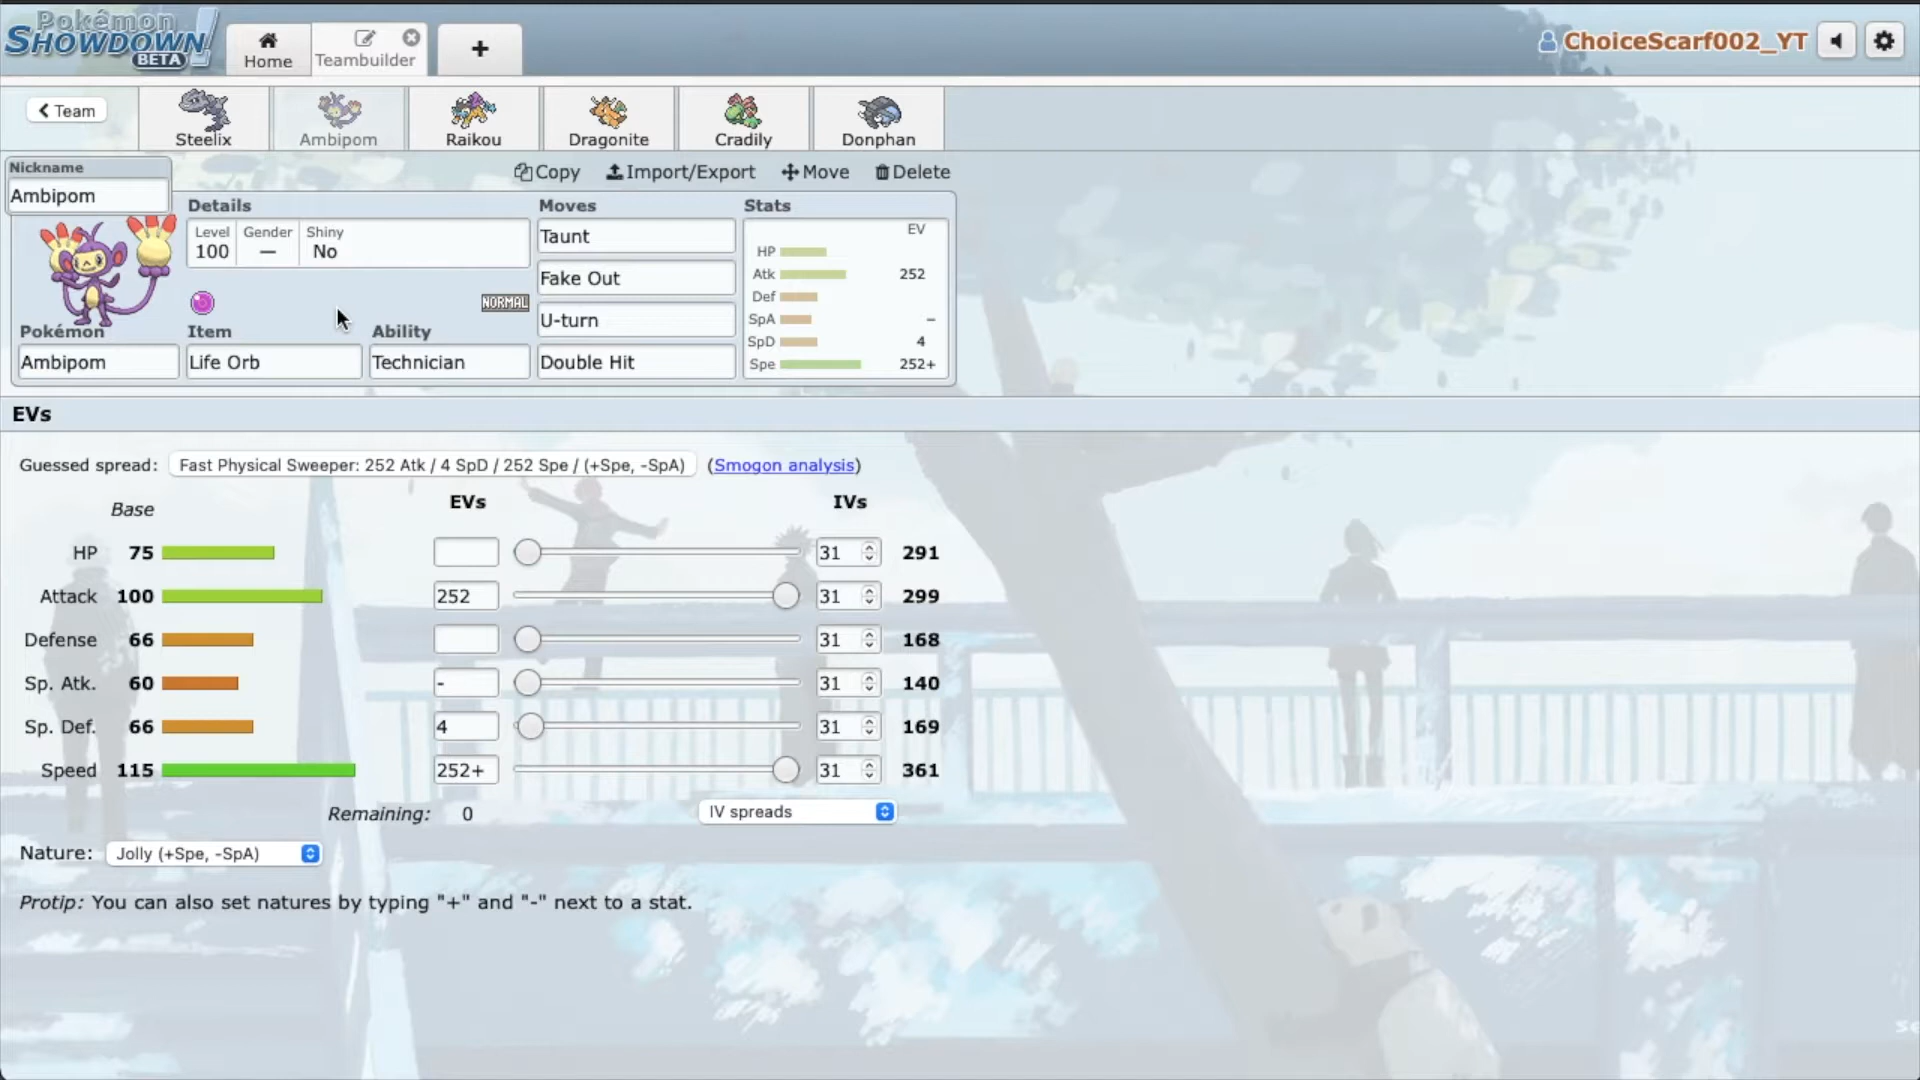 Pokémon
SHOWDOWN!
BETA
Home
Teambuilder
+
ChoiceScarf002_YT
Team
Steelix
Ambipom
Raikou
Dragonite
Cradily
Donphan
Nickname
Ambipom
Copy
Import/Export
Move
Delete
Details
Level
100
Gender
—
Shiny
No
NORMAL
Pokémon
Ambipom
Item
Life Orb
Ability
Technician
Moves
Taunt
Fake Out
U-turn
Double Hit
Stats
EV
HP
Atk 252
Def
SpA –
SpD 4
Spe 252+
EVs
Guessed spread: Fast Physical Sweeper: 252 Atk / 4 SpD / 252 Spe / (+Spe, -SpA) (Smogon analysis)
Base EVs IVs
HP 75 31 291
Attack 100 252 31 299
Defense 66 31 168
Sp. Atk. 60 - 31 140
Sp. Def. 66 4 31 169
Speed 115 252+ 31 361
Remaining: 0 IV spreads
Nature: Jolly (+Spe, -SpA)
Protip: You can also set natures by typing "+" and "-" next to a stat.